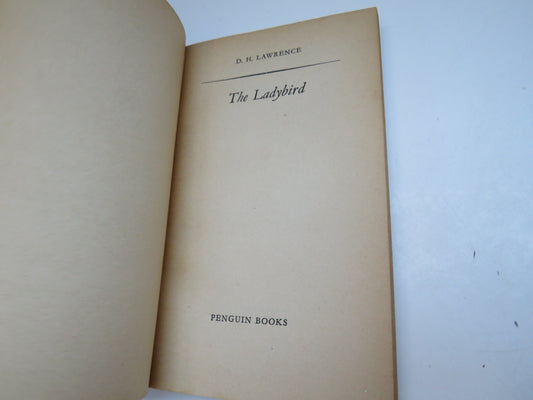 D. H. LAWRENCE
The Ladybird
PENGUIN BOOKS